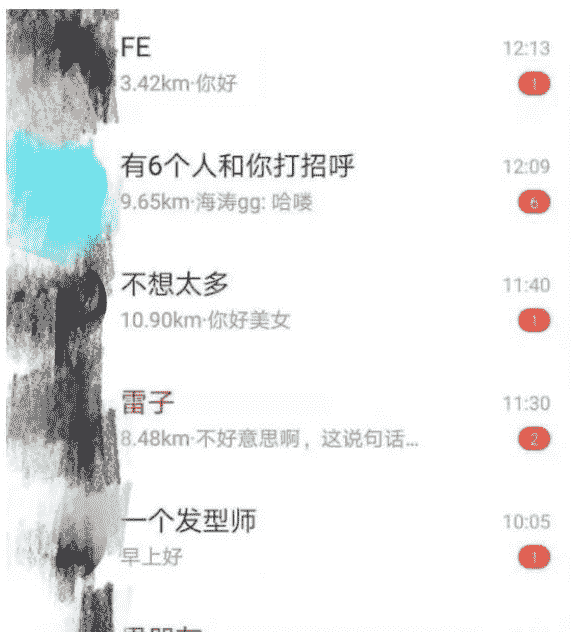 FE 12:13
3.42km·你好 1
有6个人和你打招呼 12:09
9.65km·海涛gg: 哈喽 6
不想太多 11:40
10.90km·你好美女 1
雷子 11:30
8.48km·不好意思啊，这说句话... 2
一个发型师 10:05
早上好 1